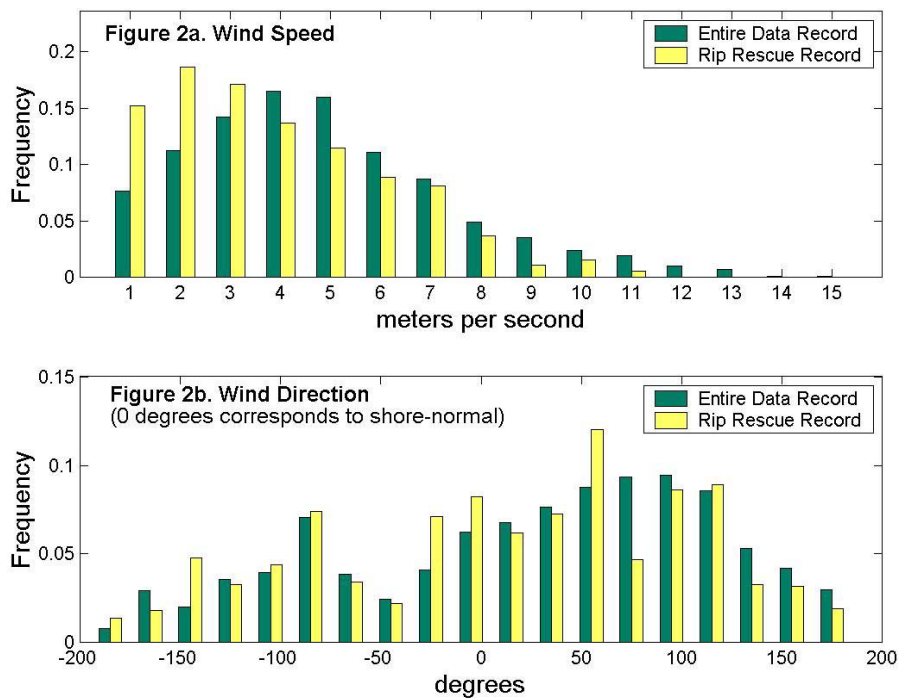 Figure 2a. Wind Speed
Entire Data Record
Rip Rescue Record
Frequency
0.2
0.15
0.1
0.05
0
1 2 3 4 5 6 7 8 9 10 11 12 13 14 15
meters per second
Figure 2b. Wind Direction
(0 degrees corresponds to shore-normal)
Entire Data Record
Rip Rescue Record
Frequency
0.15
0.1
0.05
0
-200 -150 -100 -50 0 50 100 150 200
degrees